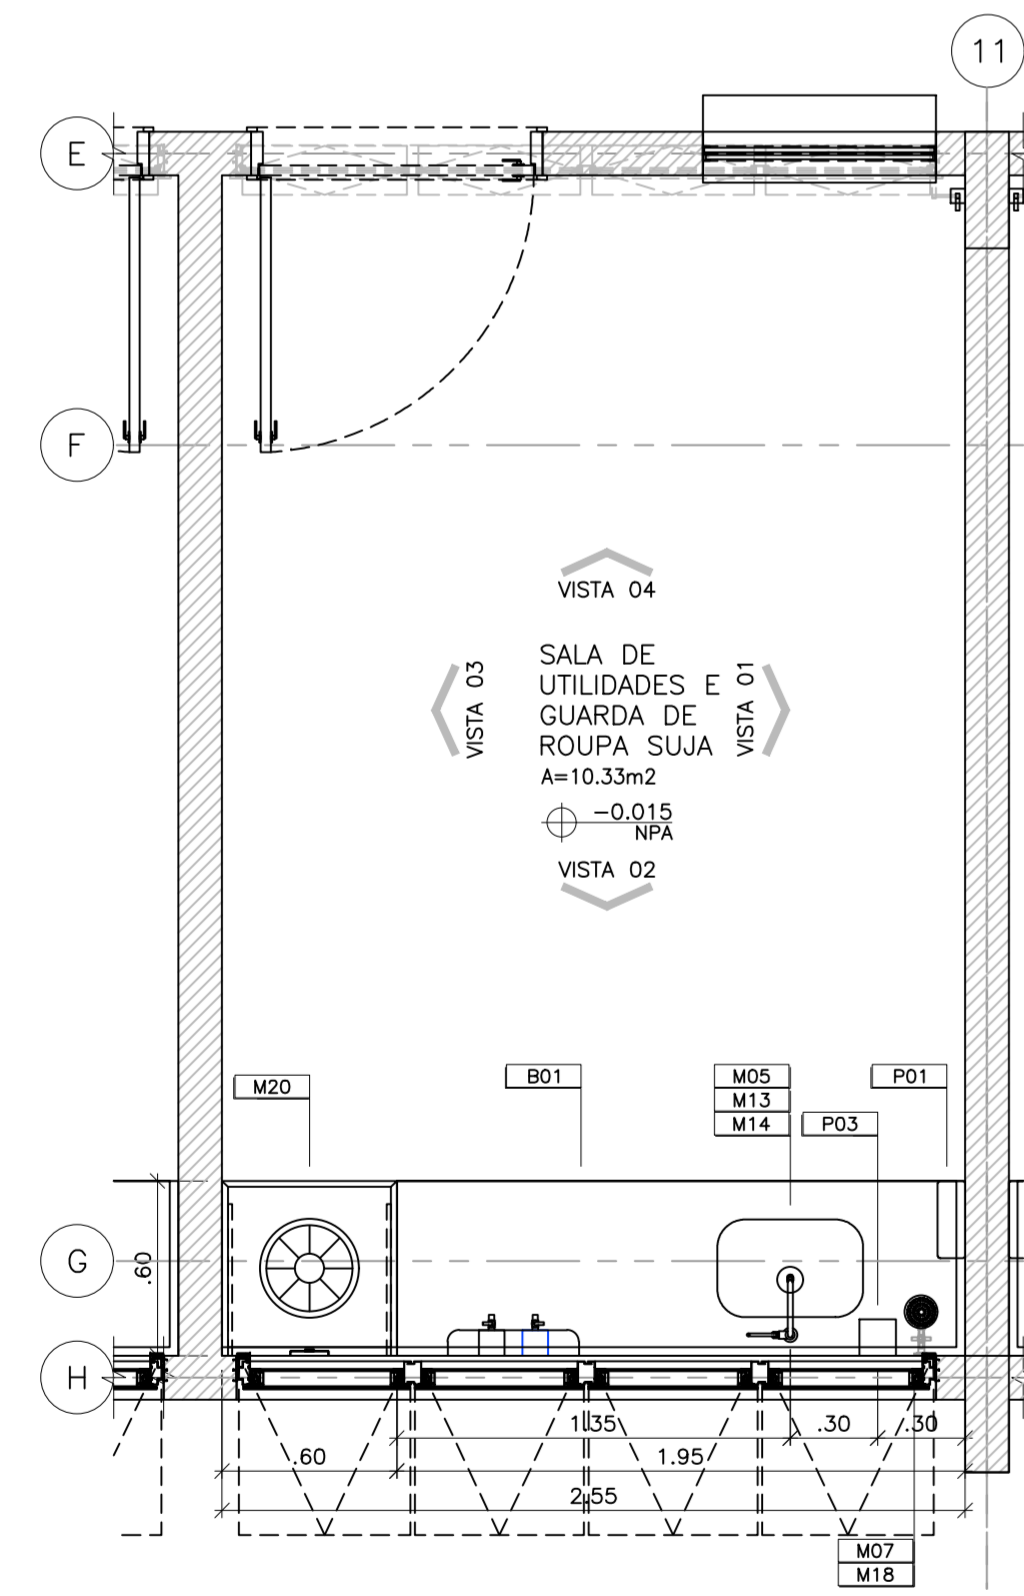 11
E
F
VISTA 04
VISTA 03
SALA DE
UTILIDADES E
GUARDA DE
ROUPA SUJA
A=10.33m2
VISTA 01
-0.015
NPA
VISTA 02
M20
B01
M05
M13
M14
P03
P01
G
.60
H
1.35
.30
.30
.60
1.95
2.55
M07
M18